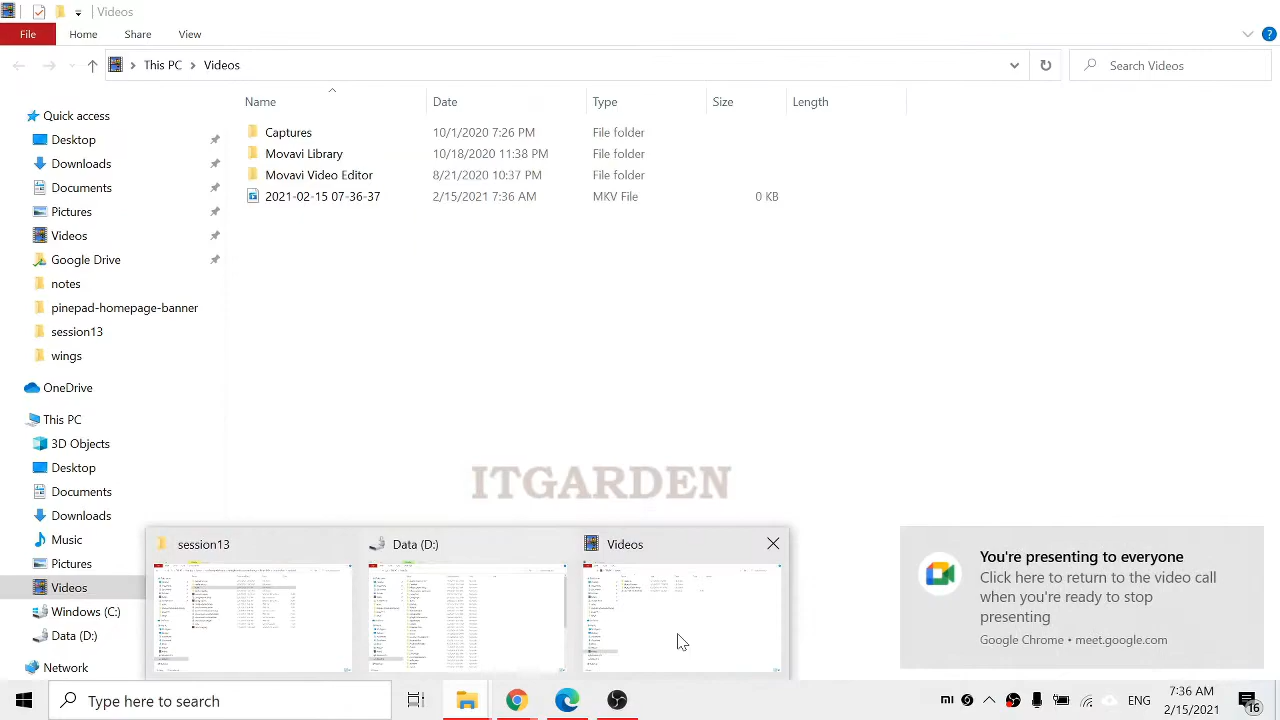 Videos
File Home Share View
This PC Videos Search Videos
Name Date Type Size Length
Quick access
Captures 10/1/2020 7:26 PM File folder
Desktop
Movavi Library 10/18/2020 11:38 PM File folder
Downloads
Movavi Video Editor 8/21/2020 10:37 PM File folder
Documents
2021-02-15 07-36-37 2/15/2021 7:36 AM MKV File 0 KB
Pictures
Videos
Google Drive
notes
pinepad-homepage-banner
session13
wings
OneDrive
This PC
3D Objects
Desktop
ITGARDEN
Documents
Downloads
Music
Pictures
Windows (C:)
Data (D:)
Network
session13 Data (D:) Videos
You're presenting to everyone
Click here to return to the video call
when you're ready to stop
presenting
Google Chrome •
Type here to search
ENG
:36 AM
2/15/2021
16